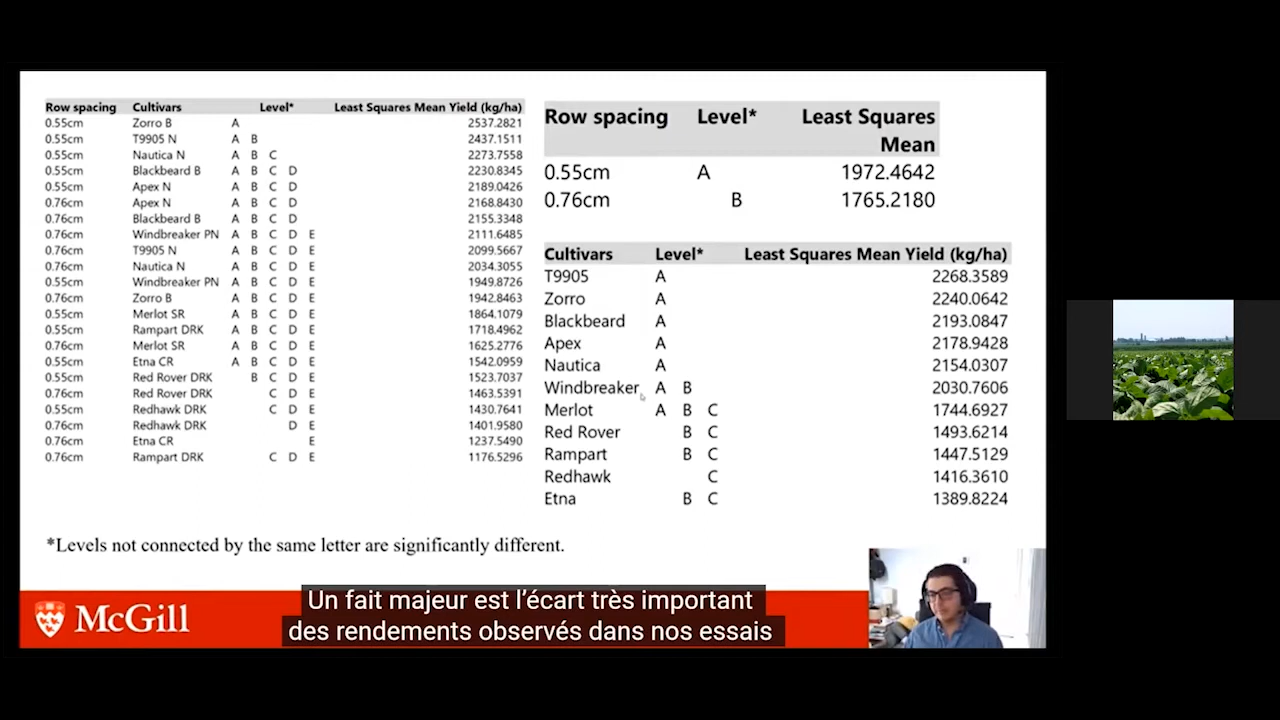 Row spacing Cultivars Level* Least Squares Mean Yield (kg/ha)
0.55cm Zorro B A 2537.2821
0.55cm T9905 N A B 2437.1511
0.55cm Nautica N A B C 2273.7558
0.55cm Blackbeard B A B C D 2230.8345
0.55cm Apex N A B C D 2189.0426
0.76cm Apex N A B C D 2168.8430
0.76cm Blackbeard B A B C D 2155.3348
0.76cm Windbreaker PN A B C D E 2111.6485
0.76cm T9905 N A B C D E 2099.5667
0.76cm Nautica N A B C D E 2034.3055
0.55cm Windbreaker PN A B C D E 1949.8726
0.76cm Zorro B A B C D E 1942.8463
0.55cm Merlot SR A B C D E 1864.1079
0.55cm Rampart DRK A B C D E 1718.4962
0.76cm Merlot SR A B C D E 1625.2776
0.55cm Etna CR A B C D E 1542.0959
0.55cm Red Rover DRK B C D E 1523.7037
0.76cm Red Rover DRK C D E 1463.5391
0.55cm Redhawk DRK C D E 1430.7641
0.76cm Redhawk DRK D E 1401.9580
0.76cm Etna CR E 1237.5490
0.76cm Rampart DRK C D E 1176.5296
Row spacing Level* Least Squares
Mean
0.55cm A 1972.4642
0.76cm B 1765.2180
Cultivars Level* Least Squares Mean Yield (kg/ha)
T9905 A 2268.3589
Zorro A 2240.0642
Blackbeard A 2193.0847
Apex A 2178.9428
Nautica A 2154.0307
Windbreaker A B 2030.7606
Merlot A B C 1744.6927
Red Rover B C 1493.6214
Rampart B C 1447.5129
Redhawk C 1416.3610
Etna B C 1389.8224
*Levels not connected by the same letter are significantly different.
McGill
Un fait majeur est l'écart très important
des rendements observés dans nos essais